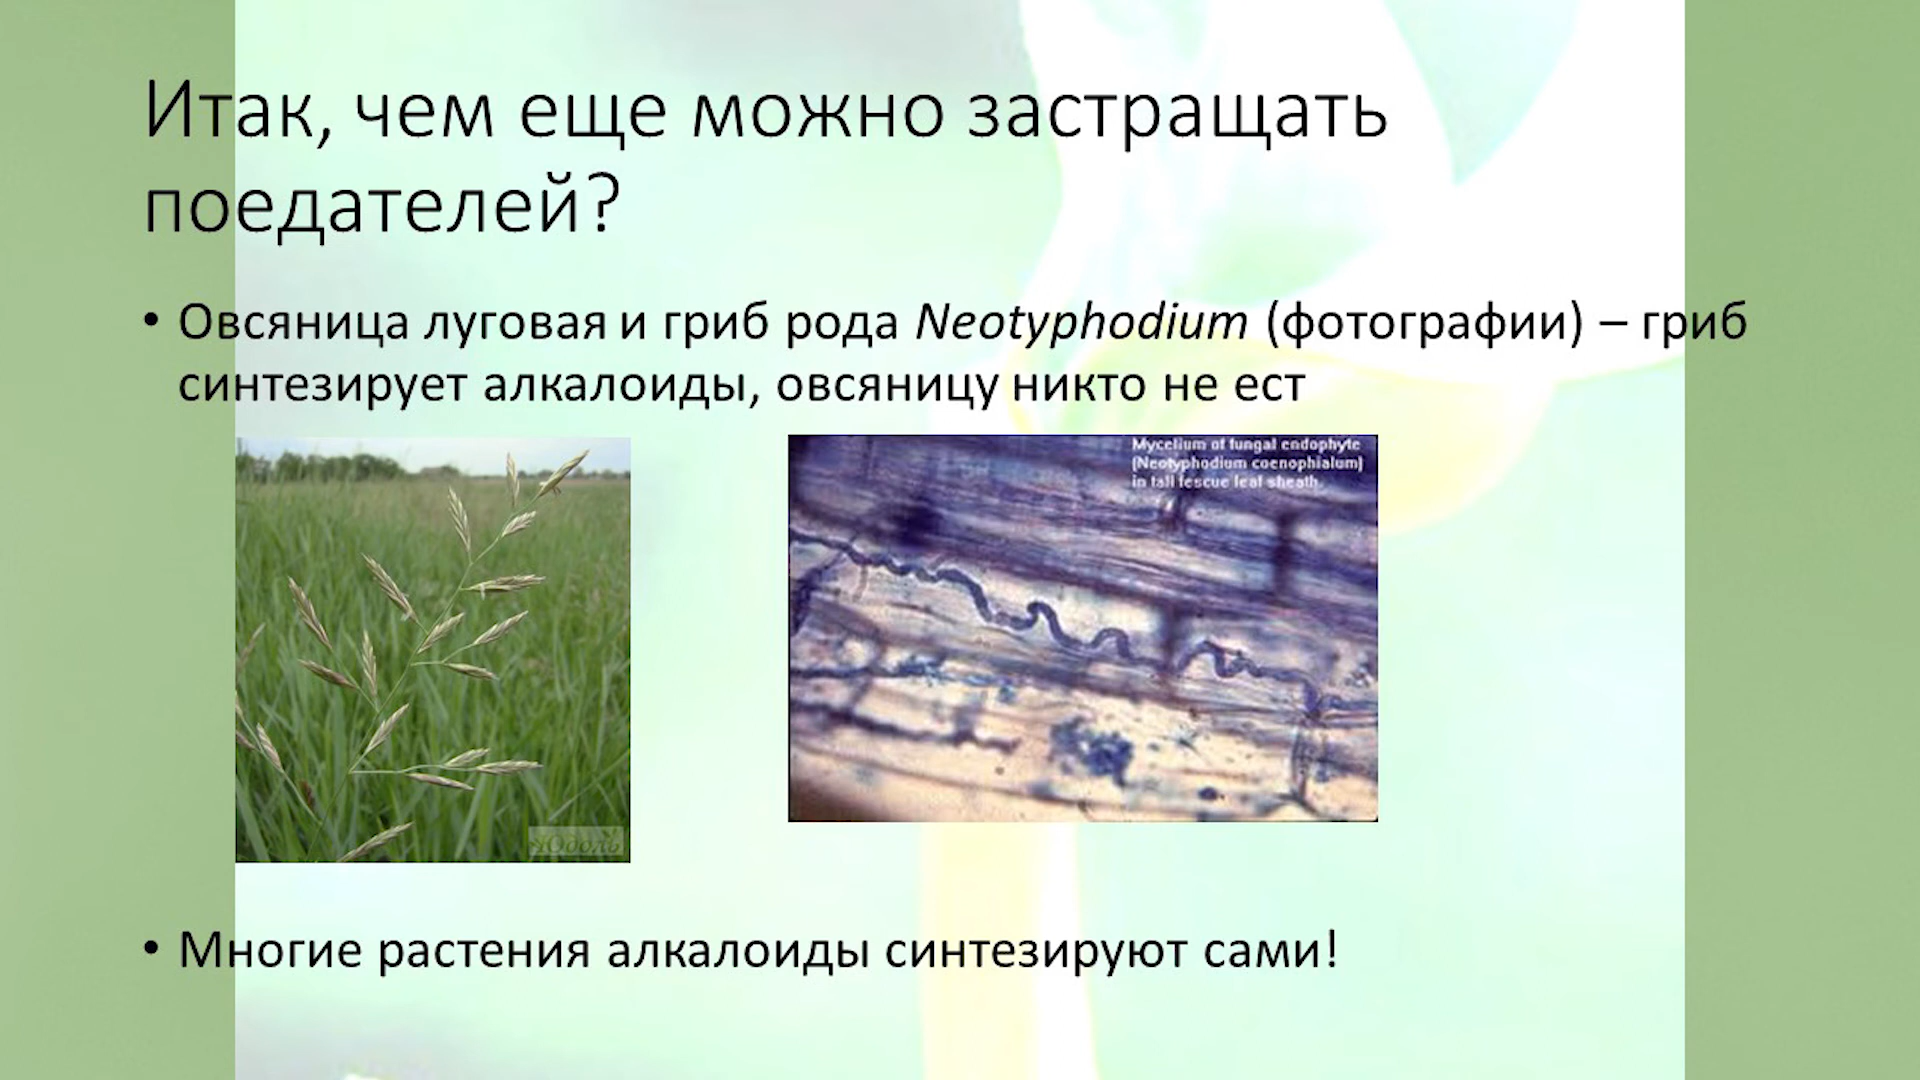 Итак, чем еще можно застращать
поедателей?
• Овсяница луговая и гриб рода Neotyphodium (фотографии) – гриб
синтезирует алкалоиды, овсяницу никто не ест
Mycelium of fungal endophyte
(Neotyphodium coenophialum)
in tall fescue leaf sheath.
Юдоль
• Многие растения алкалоиды синтезируют сами!